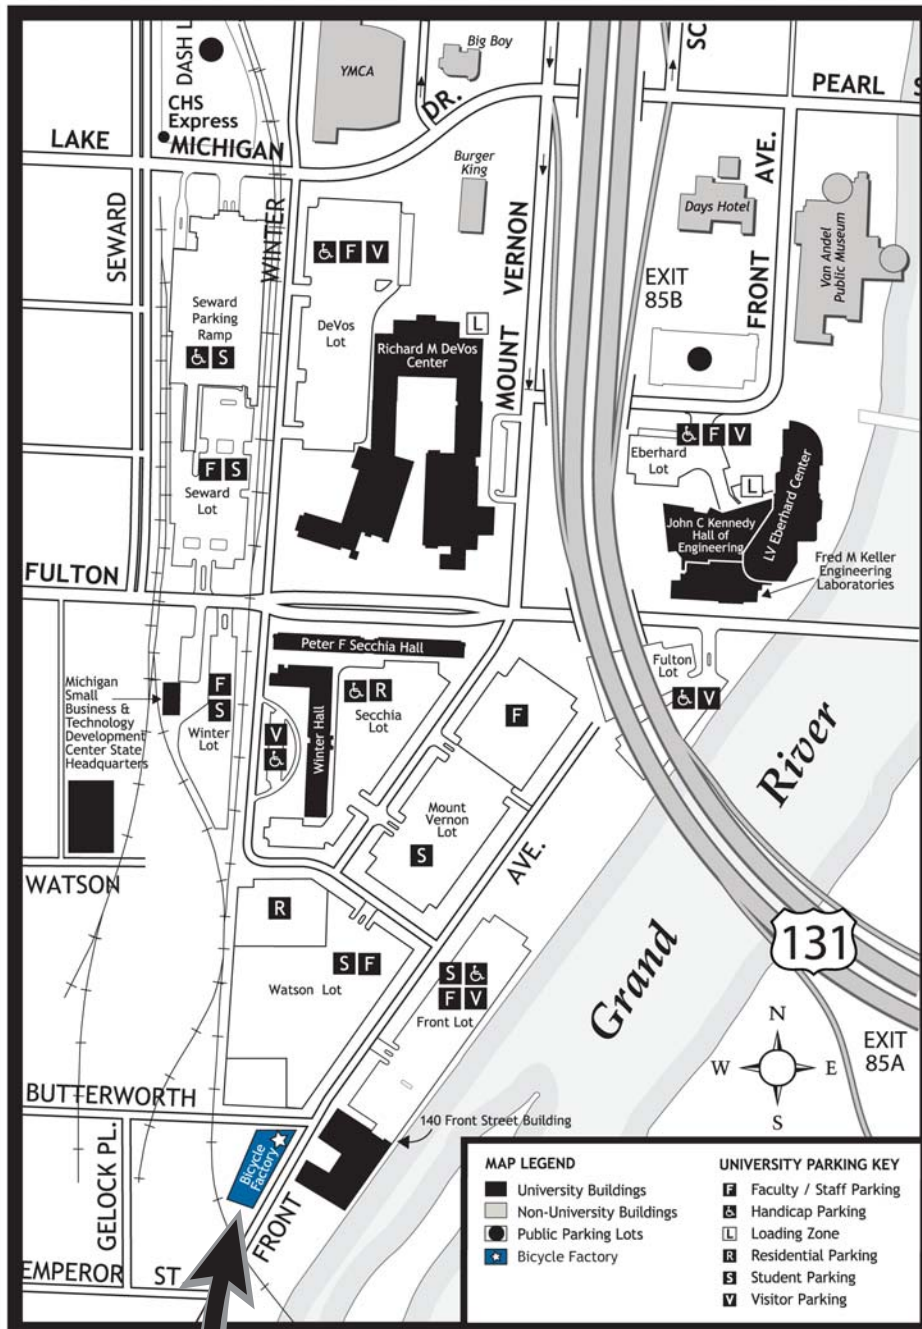 DASH L
CHS
Express
YMCA
Big Boy
DR.
SC
PEARL S
LAKE
MICHIGAN
SEWARD
WINTER
Burger
King
MOUNT VERNON
Days Hotel
FRONT AVE.
Van Andel
Public Museum
EXIT
85B
F V
DeVos
Lot
Seward
Parking
Ramp
S
L
Richard M DeVos
Center
F S
Seward
Lot
F V
Eberhard
Lot
L
John C Kennedy
Hall of
Engineering
LV Eberhard Center
Fred M Keller
Engineering
Laboratories
FULTON
Peter F Secchia Hall
Michigan
Small
Business &
Technology
Development
Center State
Headquarters
F
S
Winter
Lot
V
Winter Hall
R
Secchia
Lot
F
Fulton
Lot
V
Mount
Vernon
Lot
S
AVE.
Grand River
131
WATSON
R
S F
Watson Lot
S
F V
Front Lot
N
W E
S
EXIT
85A
BUTTERWORTH
GELOCK PL.
Bicycle
Factory
FRONT
140 Front Street Building
EMPEROR ST
MAP LEGEND
University Buildings
Non-University Buildings
Public Parking Lots
Bicycle Factory
UNIVERSITY PARKING KEY
F Faculty / Staff Parking
Handicap Parking
L Loading Zone
R Residential Parking
S Student Parking
V Visitor Parking